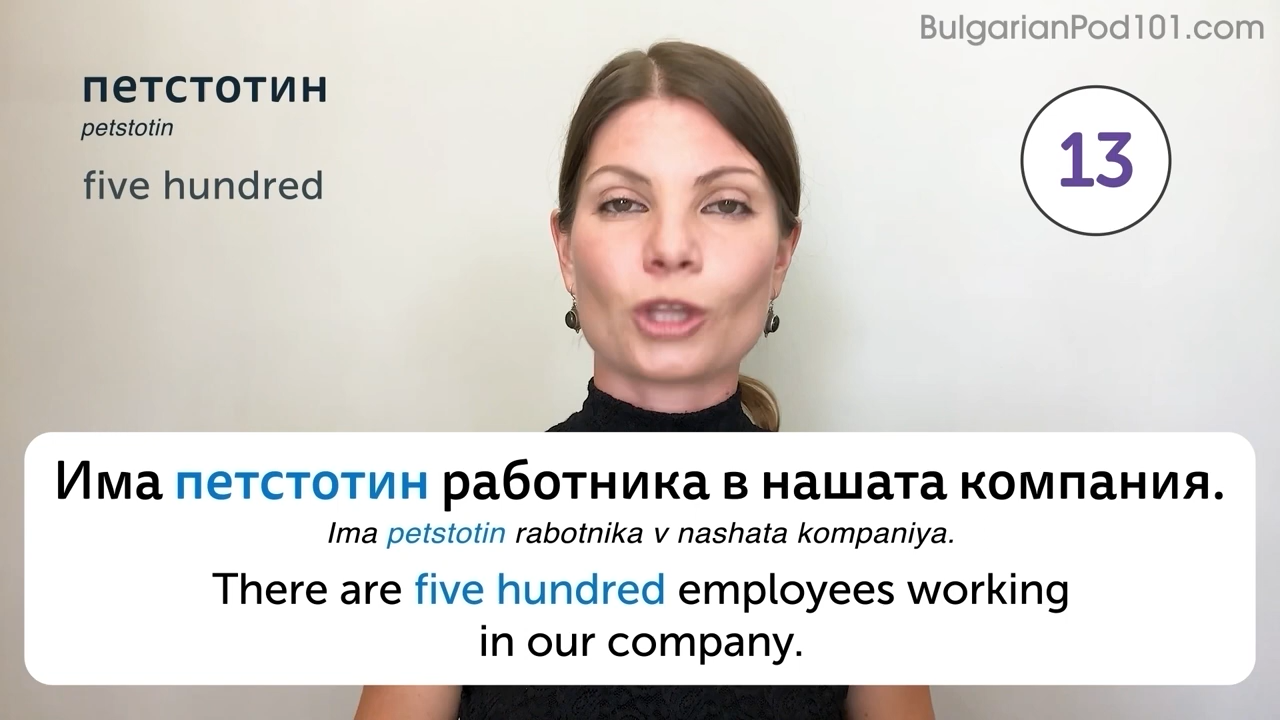 BulgarianPod101.com
петстотин
petstotin
five hundred
13
Има петстотин работника в нашата компания.
Ima petstotin rabotnika v nashata kompaniya.
There are five hundred employees working
in our company.